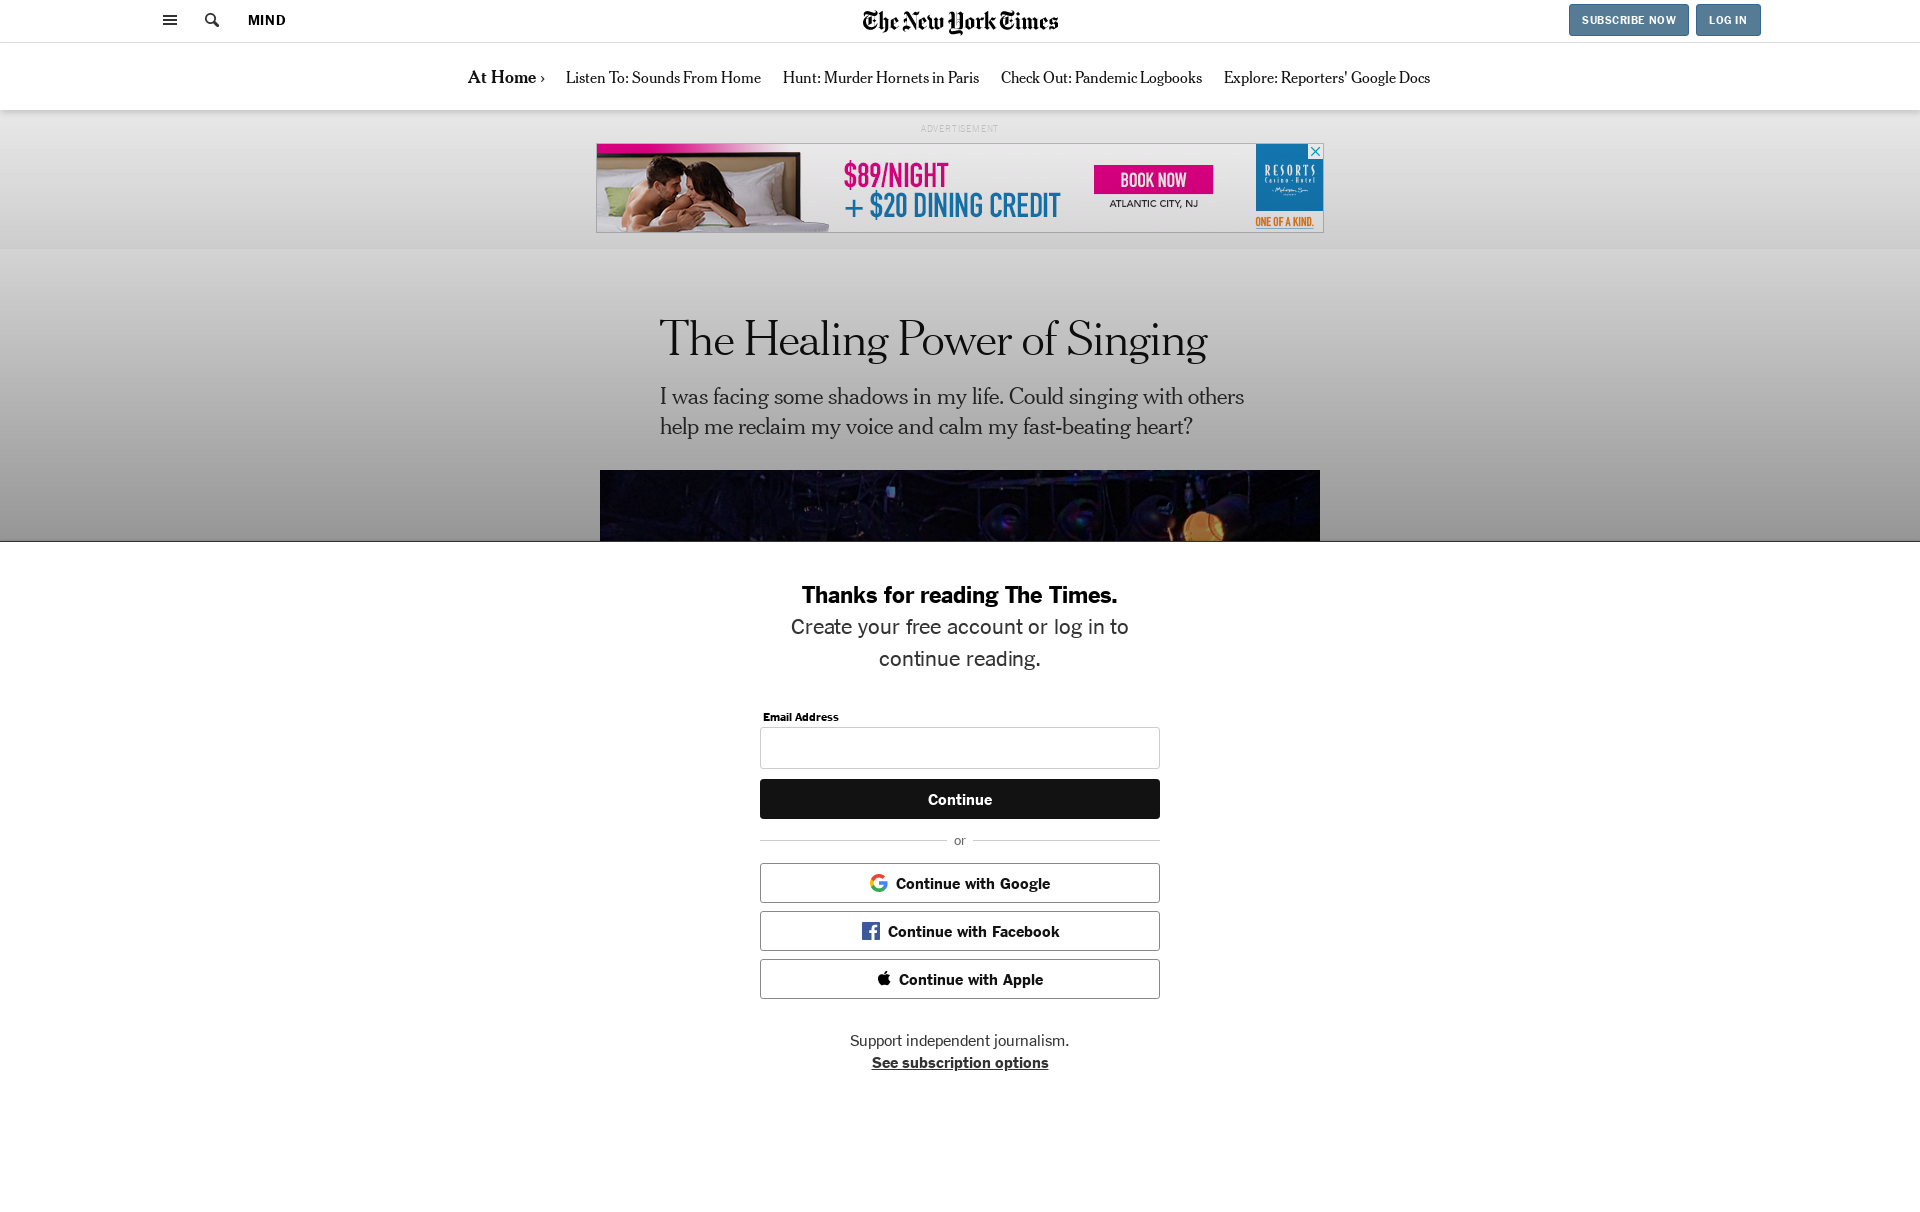 MIND
The New York Times
SUBSCRIBE NOW
LOG IN
At Home ›
Listen To: Sounds From Home
Hunt: Murder Hornets in Paris
Check Out: Pandemic Logbooks
Explore: Reporters' Google Docs
ADVERTISEMENT
$89/NIGHT
+ $20 DINING CREDIT
BOOK NOW
ATLANTIC CITY, NJ
RESORTS
Casino • Hotel
ONE OF A KIND.
The Healing Power of Singing
I was facing some shadows in my life. Could singing with others
help me reclaim my voice and calm my fast-beating heart?
Thanks for reading The Times.
Create your free account or log in to
continue reading.
Email Address
Continue
or
Continue with Google
Continue with Facebook
Continue with Apple
Support independent journalism.
See subscription options